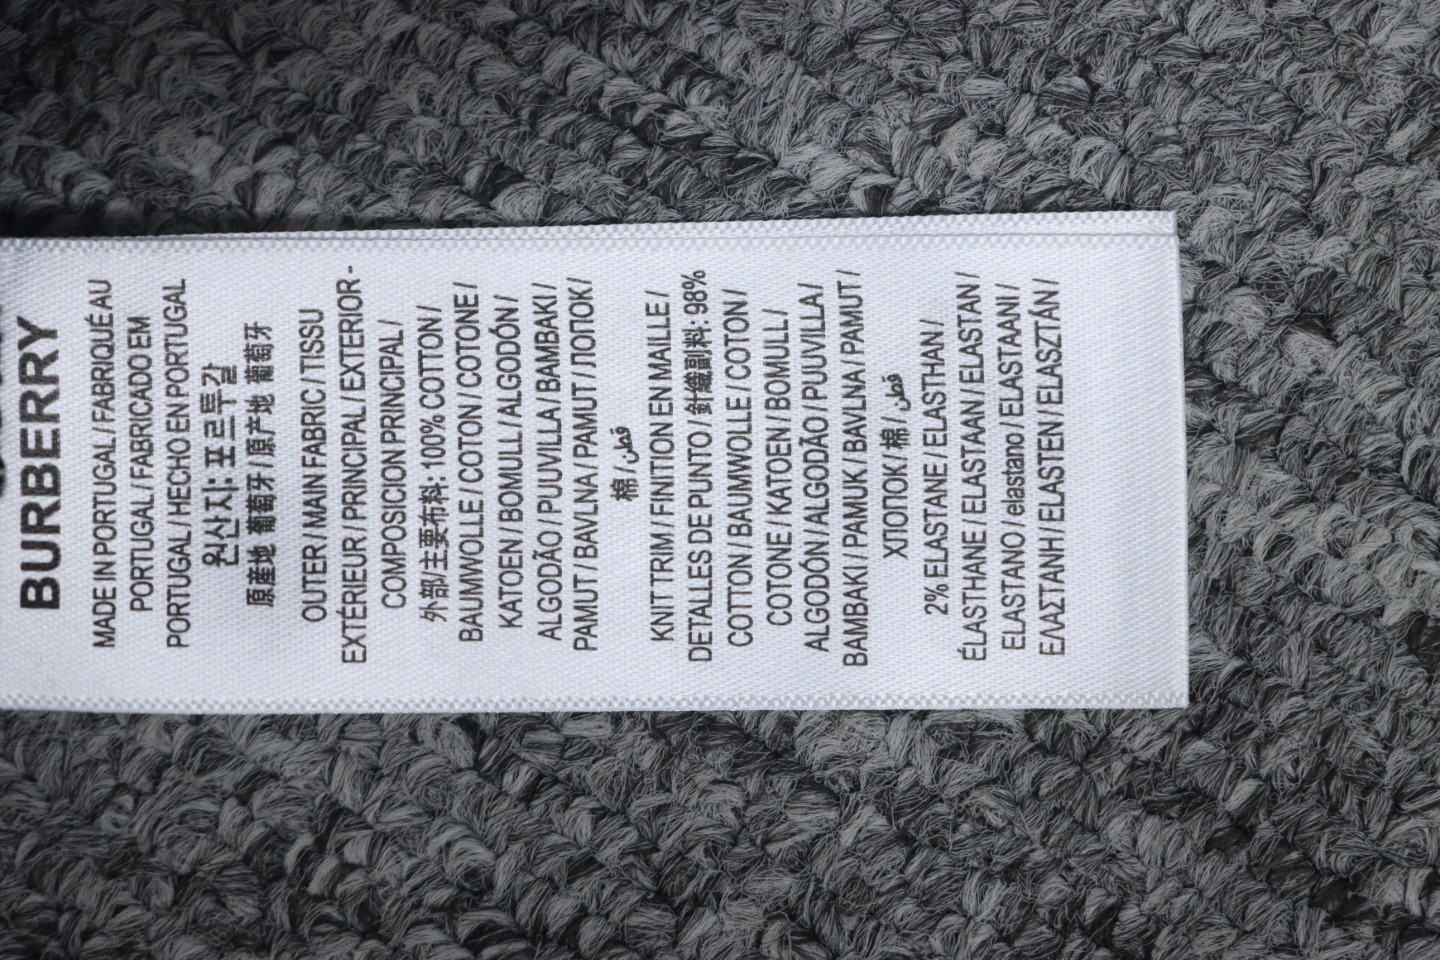 BURBERRY
MADE IN PORTUGAL / FABRIQUÉ AU
PORTUGAL / FABRICADO EM
PORTUGAL / HECHO EN PORTUGAL
원산지: 포르투갈
原產地 葡萄牙 / 原产地 葡萄牙
OUTER / MAIN FABRIC / TISSU
EXTÉRIEUR / PRINCIPAL / EXTERIOR -
COMPOSICION PRINCIPAL /
外部/主要布料: 100% COTTON /
BAUMWOLLE / COTON / COTONE /
KATOEN / BOMULL / ALGODÓN /
ALGODÃO / PUUVILLA / BAMBAKI /
PAMUT / BAVLNA / PAMUT / ΛΟΠΟΚ/
棉 / قطن
KNIT TRIM / FINITION EN MAILLE /
DETALLES DE PUNTO / 針織副料: 98%
COTTON / BAUMWOLLE / COTON /
COTONE / KATOEN / BOMULL /
ALGODÓN / ALGODÃO / PUUVILLA /
BAMBAKI / PAMUK / BAVLNA / PAMUT /
ΧΛΟΠΟΚ / 棉 / قطن
2% ELASTANE / ELASTHAN /
ÉLASTHANE / ELASTAAN / ELASTAN /
ELASTANO / elastano / ELASTAANI /
ΕΛΑΣΤΑΝΗ / ELASTEN / ELASZTÁN /